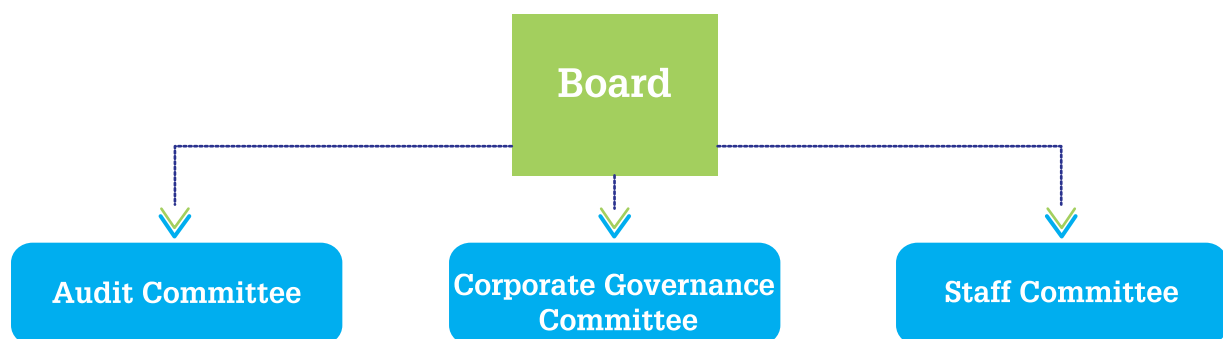 Board
Audit Committee
Corporate Governance
Committee
Staff Committee